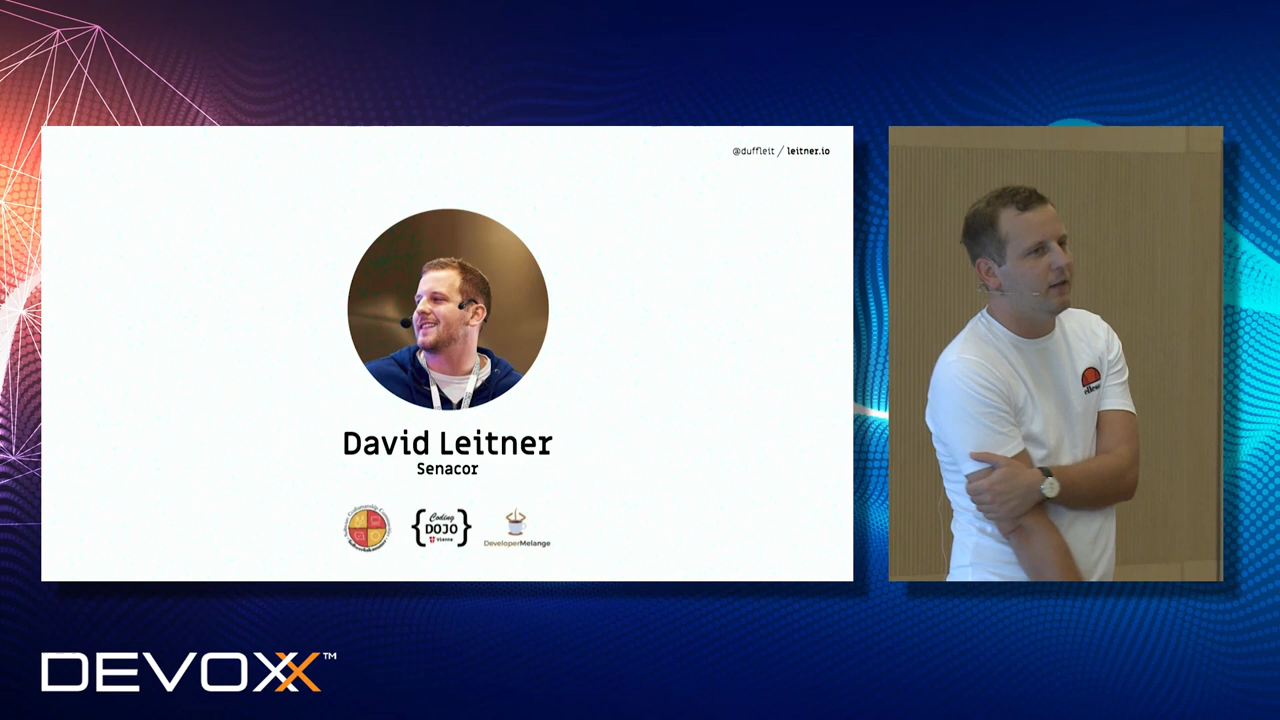 @duffleit / leitner.io
David Leitner
Senacor
Coding
DOJO
Vienna
DeveloperMelange
DEVOXX™